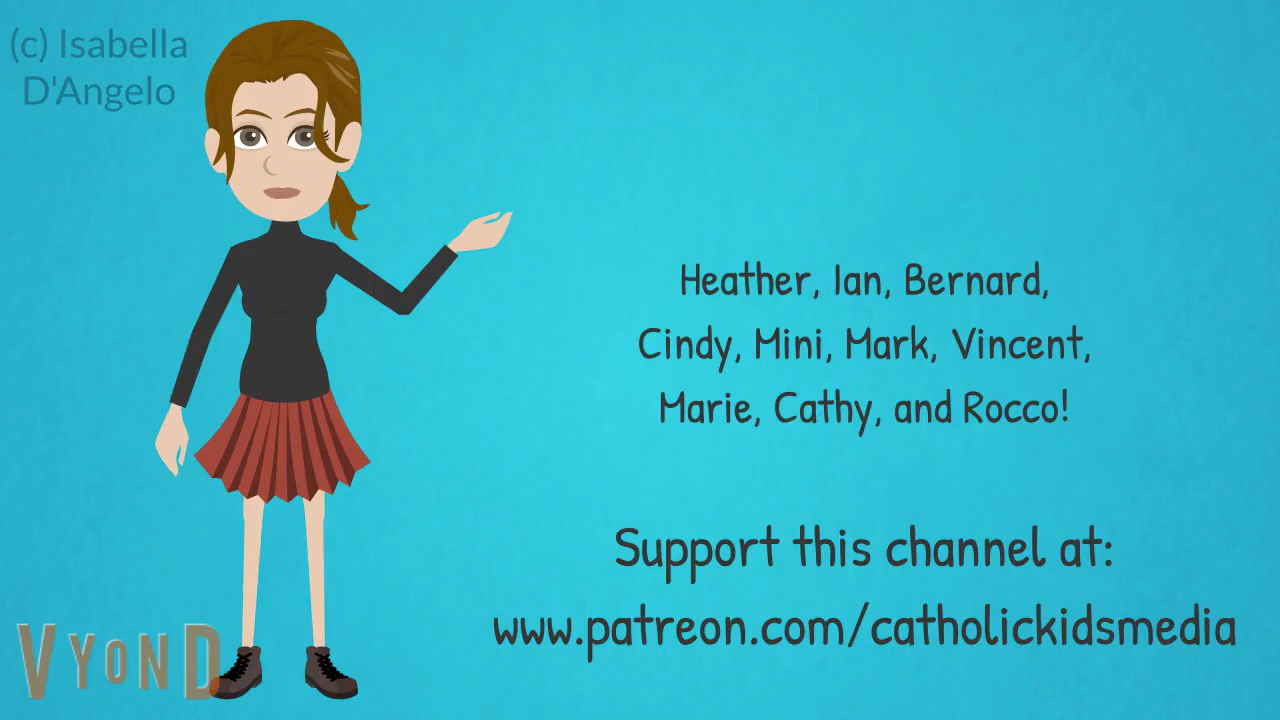 (c) Isabella
D'Angelo
Heather, Ian, Bernard,
Cindy, Mini, Mark, Vincent,
Marie, Cathy, and Rocco!
Support this channel at:
www.patreon.com/catholickidsmedia
VYOND